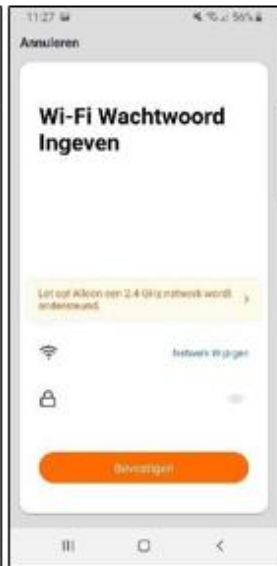 11:27 56%
Annuleren
Wi-Fi Wachtwoord
Ingeven
Let op! Alleen een 2.4 GHz netwerk wordt
ondersteund.
Netwerk Wijzigen
Bevestigen